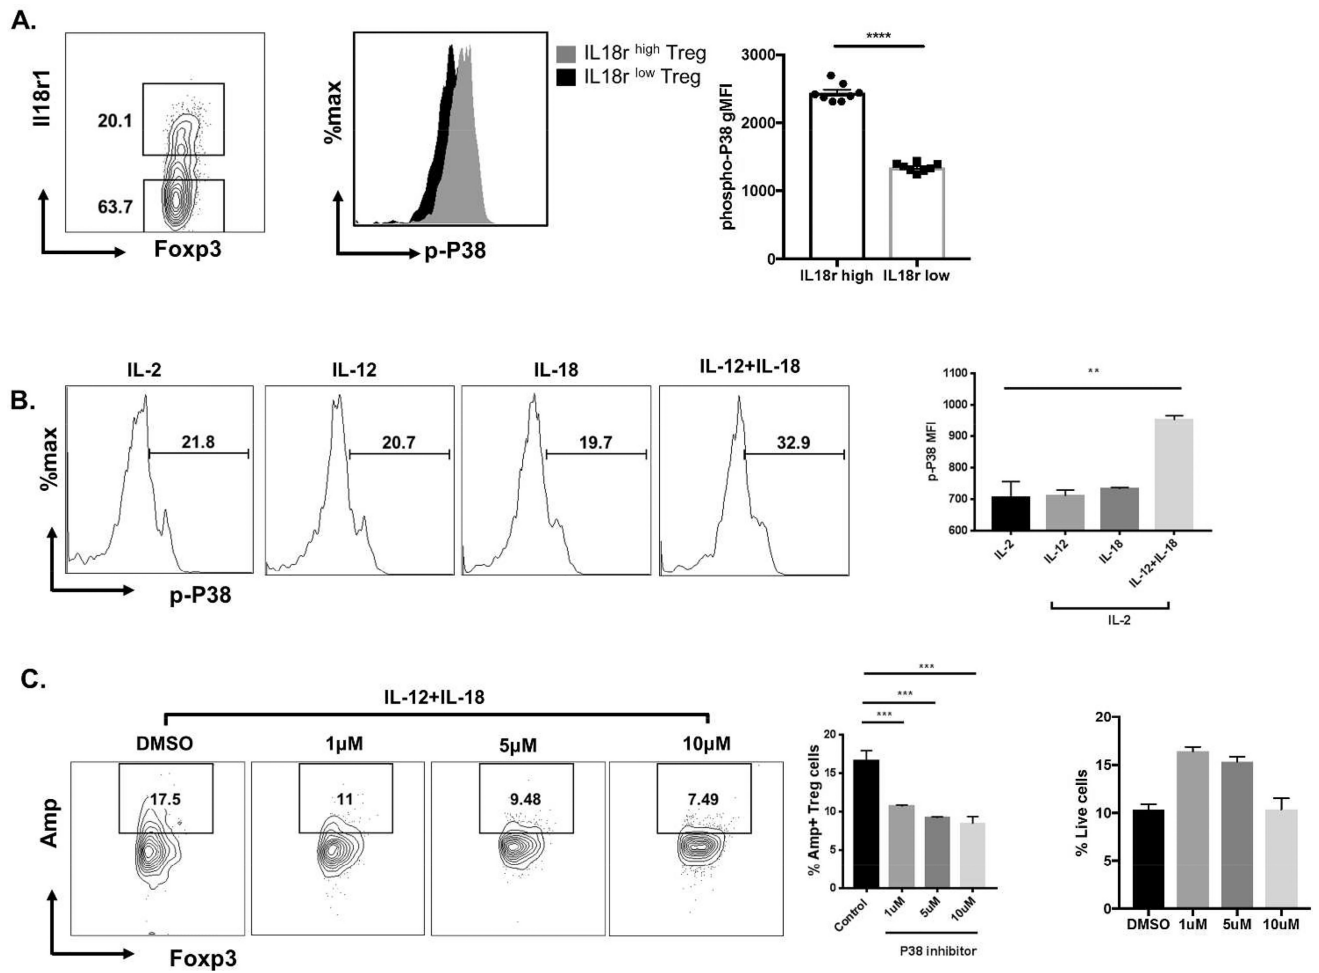 A.
Il18r1
20.1
63.7
Foxp3
%max
p-P38
IL18r high Treg
IL18r low Treg
phospho-P38 gMFI
3000
2000
1000
0
****
IL18r high IL18r low
B.
%max
IL-2
21.8
IL-12
20.7
IL-18
19.7
IL-12+IL-18
32.9
p-P38
p-P38 MFI
1100
1000
900
800
700
600
**
IL-2
IL-12
IL-18
IL-12+IL-18
IL-2
C.
IL-12+IL-18
DMSO
1µM
5µM
10µM
Amp
17.5
11
9.48
7.49
Foxp3
% Amp+ Treg cells
20
15
10
5
0
***
***
***
Control
1uM
5uM
10uM
P38 inhibitor
% Live cells
20
15
10
5
0
DMSO 1uM 5uM 10uM